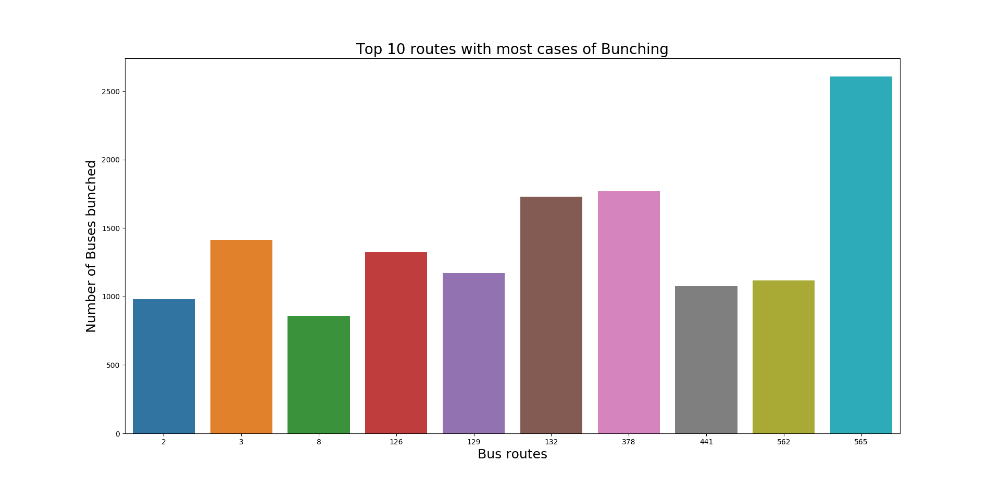 Top 10 routes with most cases of Bunching
Number of Buses bunched
2500
2000
1500
1000
500
0
2 3 8 126 129 132 378 441 562 565
Bus routes